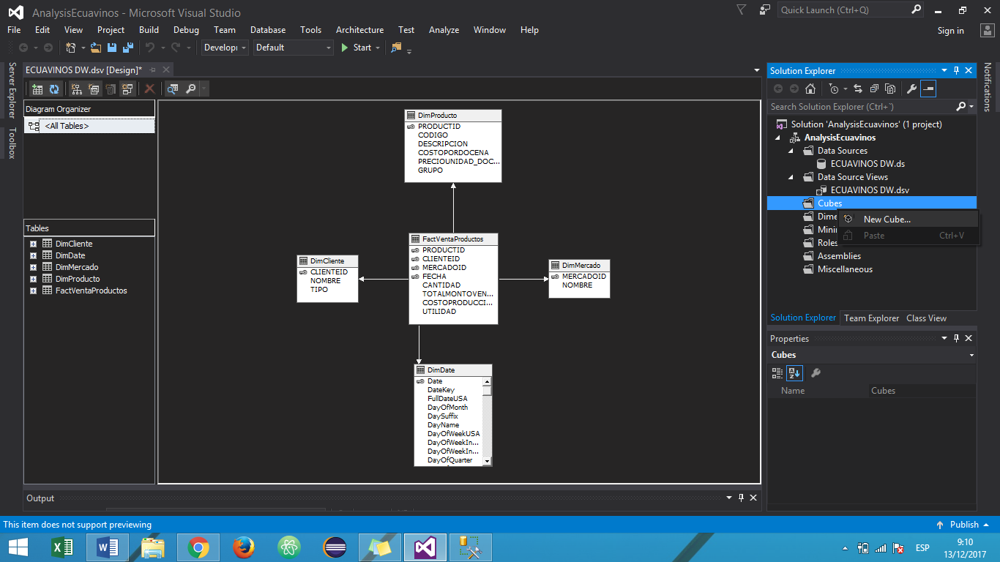 AnalysisEcuavinos - Microsoft Visual Studio
Quick Launch (Ctrl+Q)
File Edit View Project Build Debug Team Database Tools Architecture Test Analyze Window Help
Sign in
Developi Default Start
Server Explorer
Toolbox
ECUAVINOS DW.dsv [Design]*
Diagram Organizer
<All Tables>
Tables
DimCliente
DimDate
DimMercado
DimProducto
FactVentaProductos
DimProducto
PRODUCTID
CODIGO
DESCRIPCION
COSTOPORDOCENA
PRECIOUNIDAD_DOC...
GRUPO
FactVentaProductos
PRODUCTID
CLIENTEID
MERCADOID
FECHA
CANTIDAD
TOTALMONTOVEN...
COSTOPRODUCCI...
UTILIDAD
DimCliente
CLIENTEID
NOMBRE
TIPO
DimMercado
MERCADOID
NOMBRE
DimDate
Date
DateKey
FullDateUSA
DayOfMonth
DaySuffix
DayName
DayOfWeekUSA
DayOfWeekIn...
DayOfWeekIn...
DayOfQuarter
Output
Solution Explorer
Search Solution Explorer (Ctrl+´)
Solution 'AnalysisEcuavinos' (1 project)
AnalysisEcuavinos
Data Sources
ECUAVINOS DW.ds
Data Source Views
ECUAVINOS DW.dsv
Cubes
Dime
Minin
Roles
Assemblies
Miscellaneous
New Cube...
Paste Ctrl+V
Solution Explorer Team Explorer Class View
Properties
Cubes
Name Cubes
Notifications
This item does not support previewing
Publish
ESP
9:10
13/12/2017